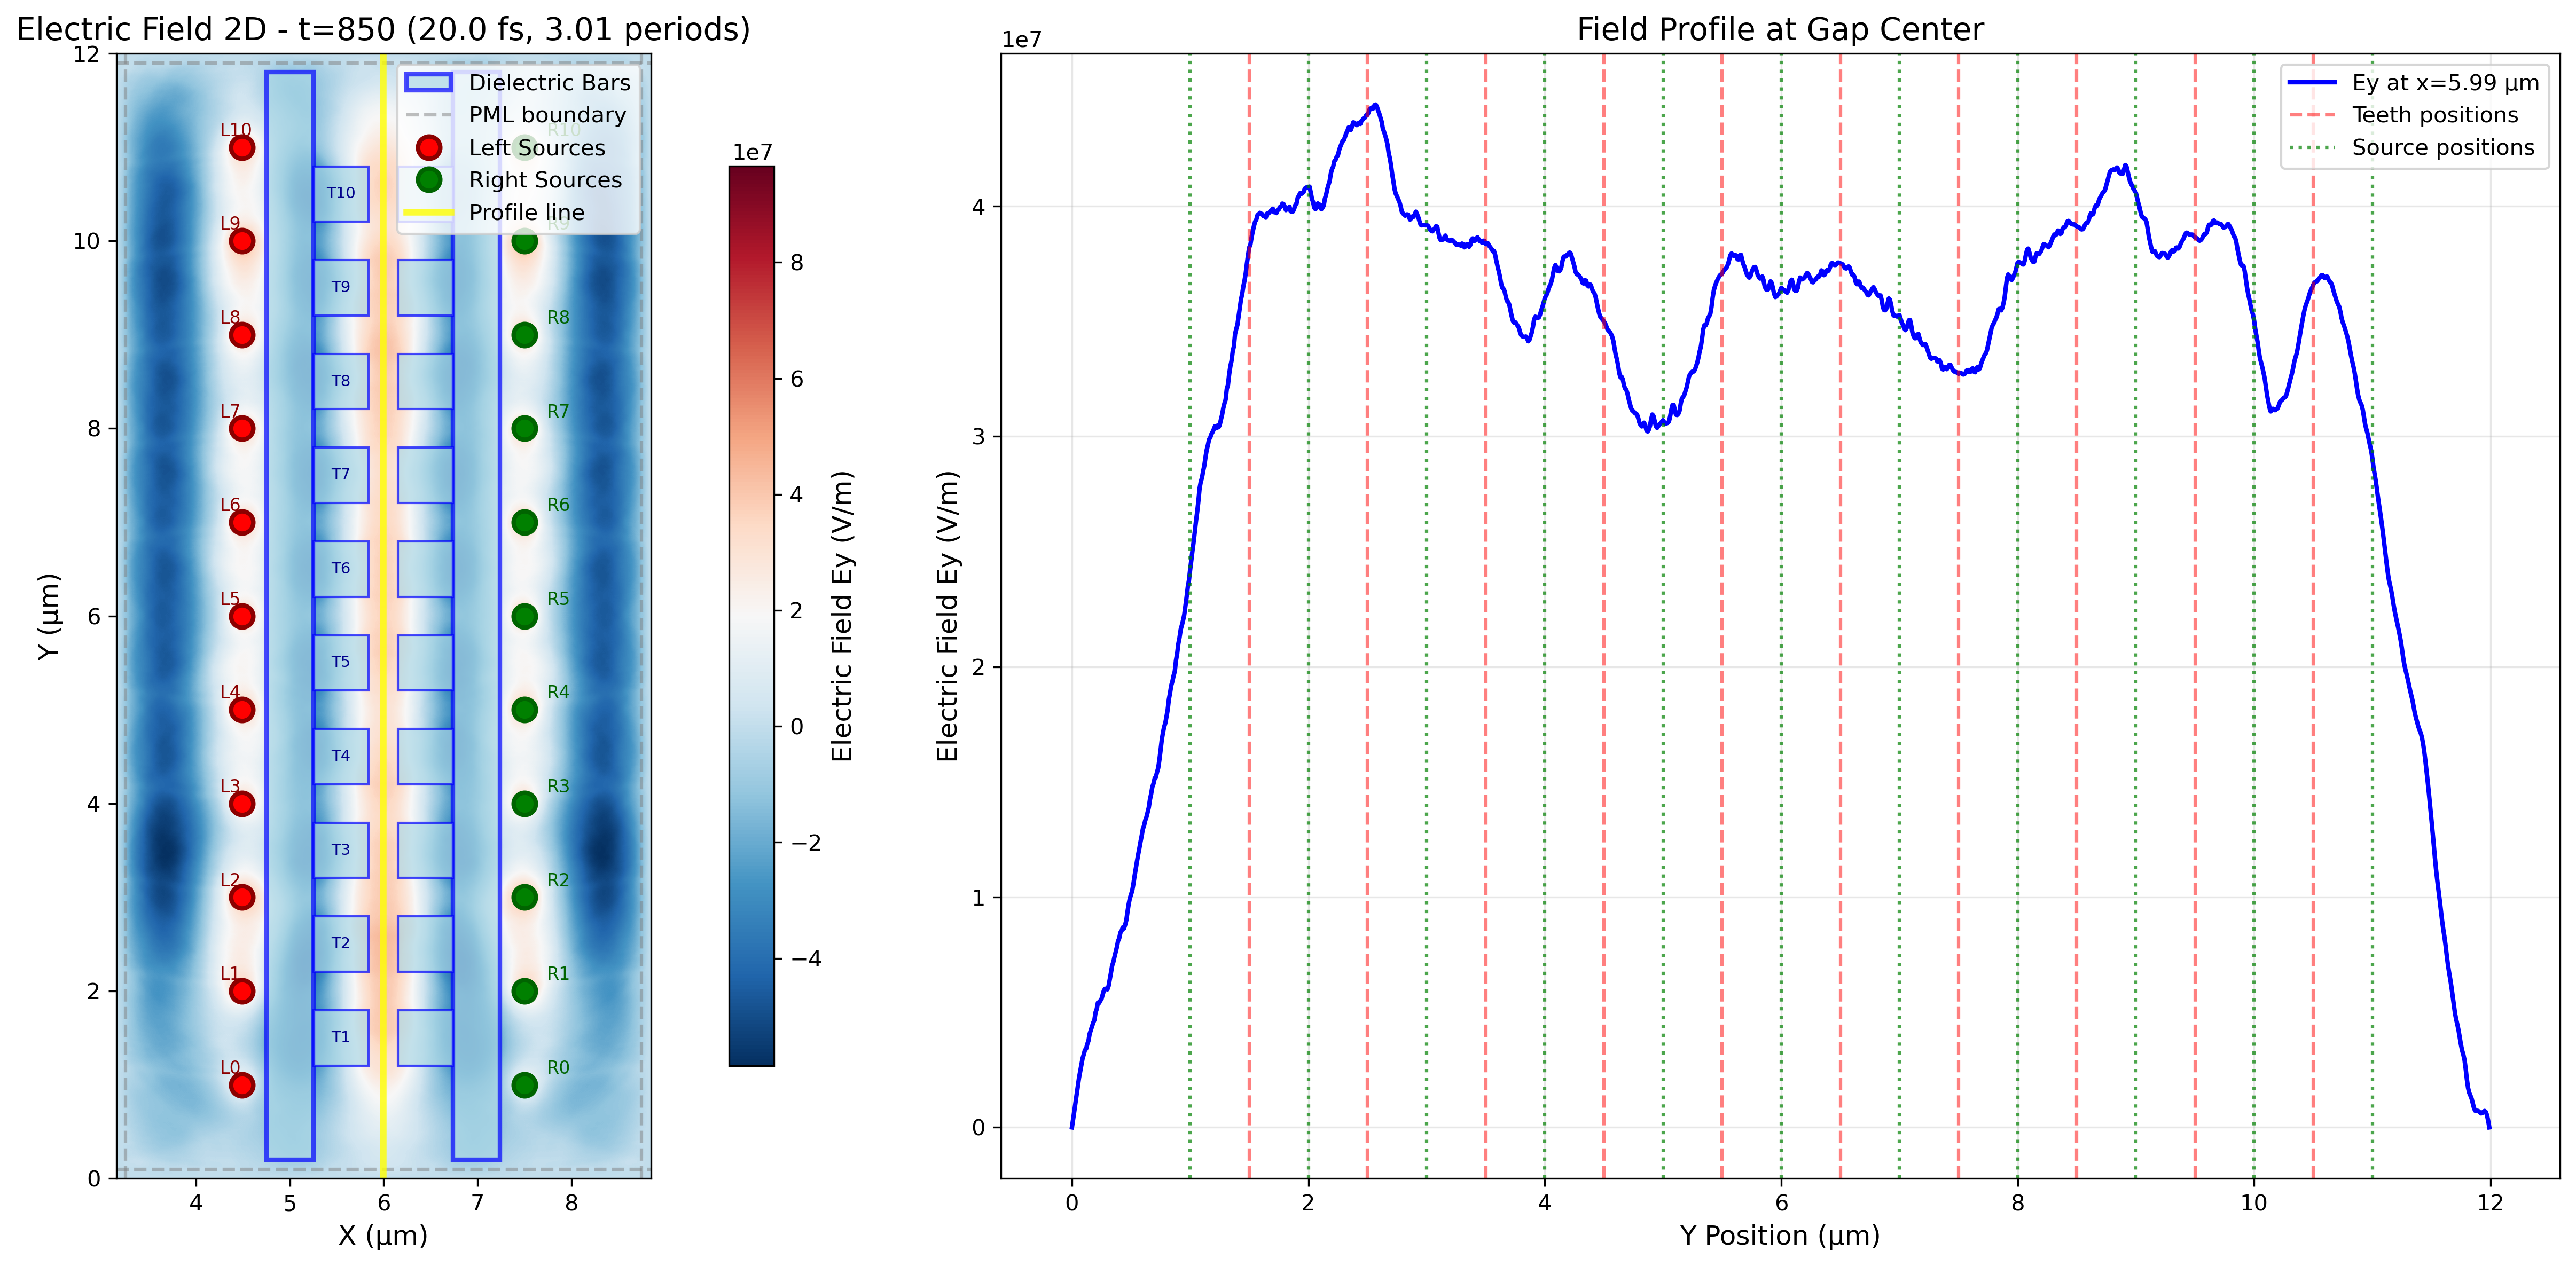 Electric Field 2D - t=850 (20.0 fs, 3.01 periods)
Dielectric Bars
PML boundary
Left Sources
Right Sources
Profile line
L10
R10
L9
R9
L8
R8
L7
R7
L6
R6
L5
R5
L4
R4
L3
R3
L2
R2
L1
R1
L0
R0
T10
T9
T8
T7
T6
T5
T4
T3
T2
T1
12
10
8
6
4
2
0
Y (μm)
4 5 6 7 8
X (μm)
1e7
8
6
4
2
0
−2
−4
Electric Field Ey (V/m)
Field Profile at Gap Center
1e7
Ey at x=5.99 μm
Teeth positions
Source positions
4
3
2
1
0
Electric Field Ey (V/m)
0 2 4 6 8 10 12
Y Position (μm)